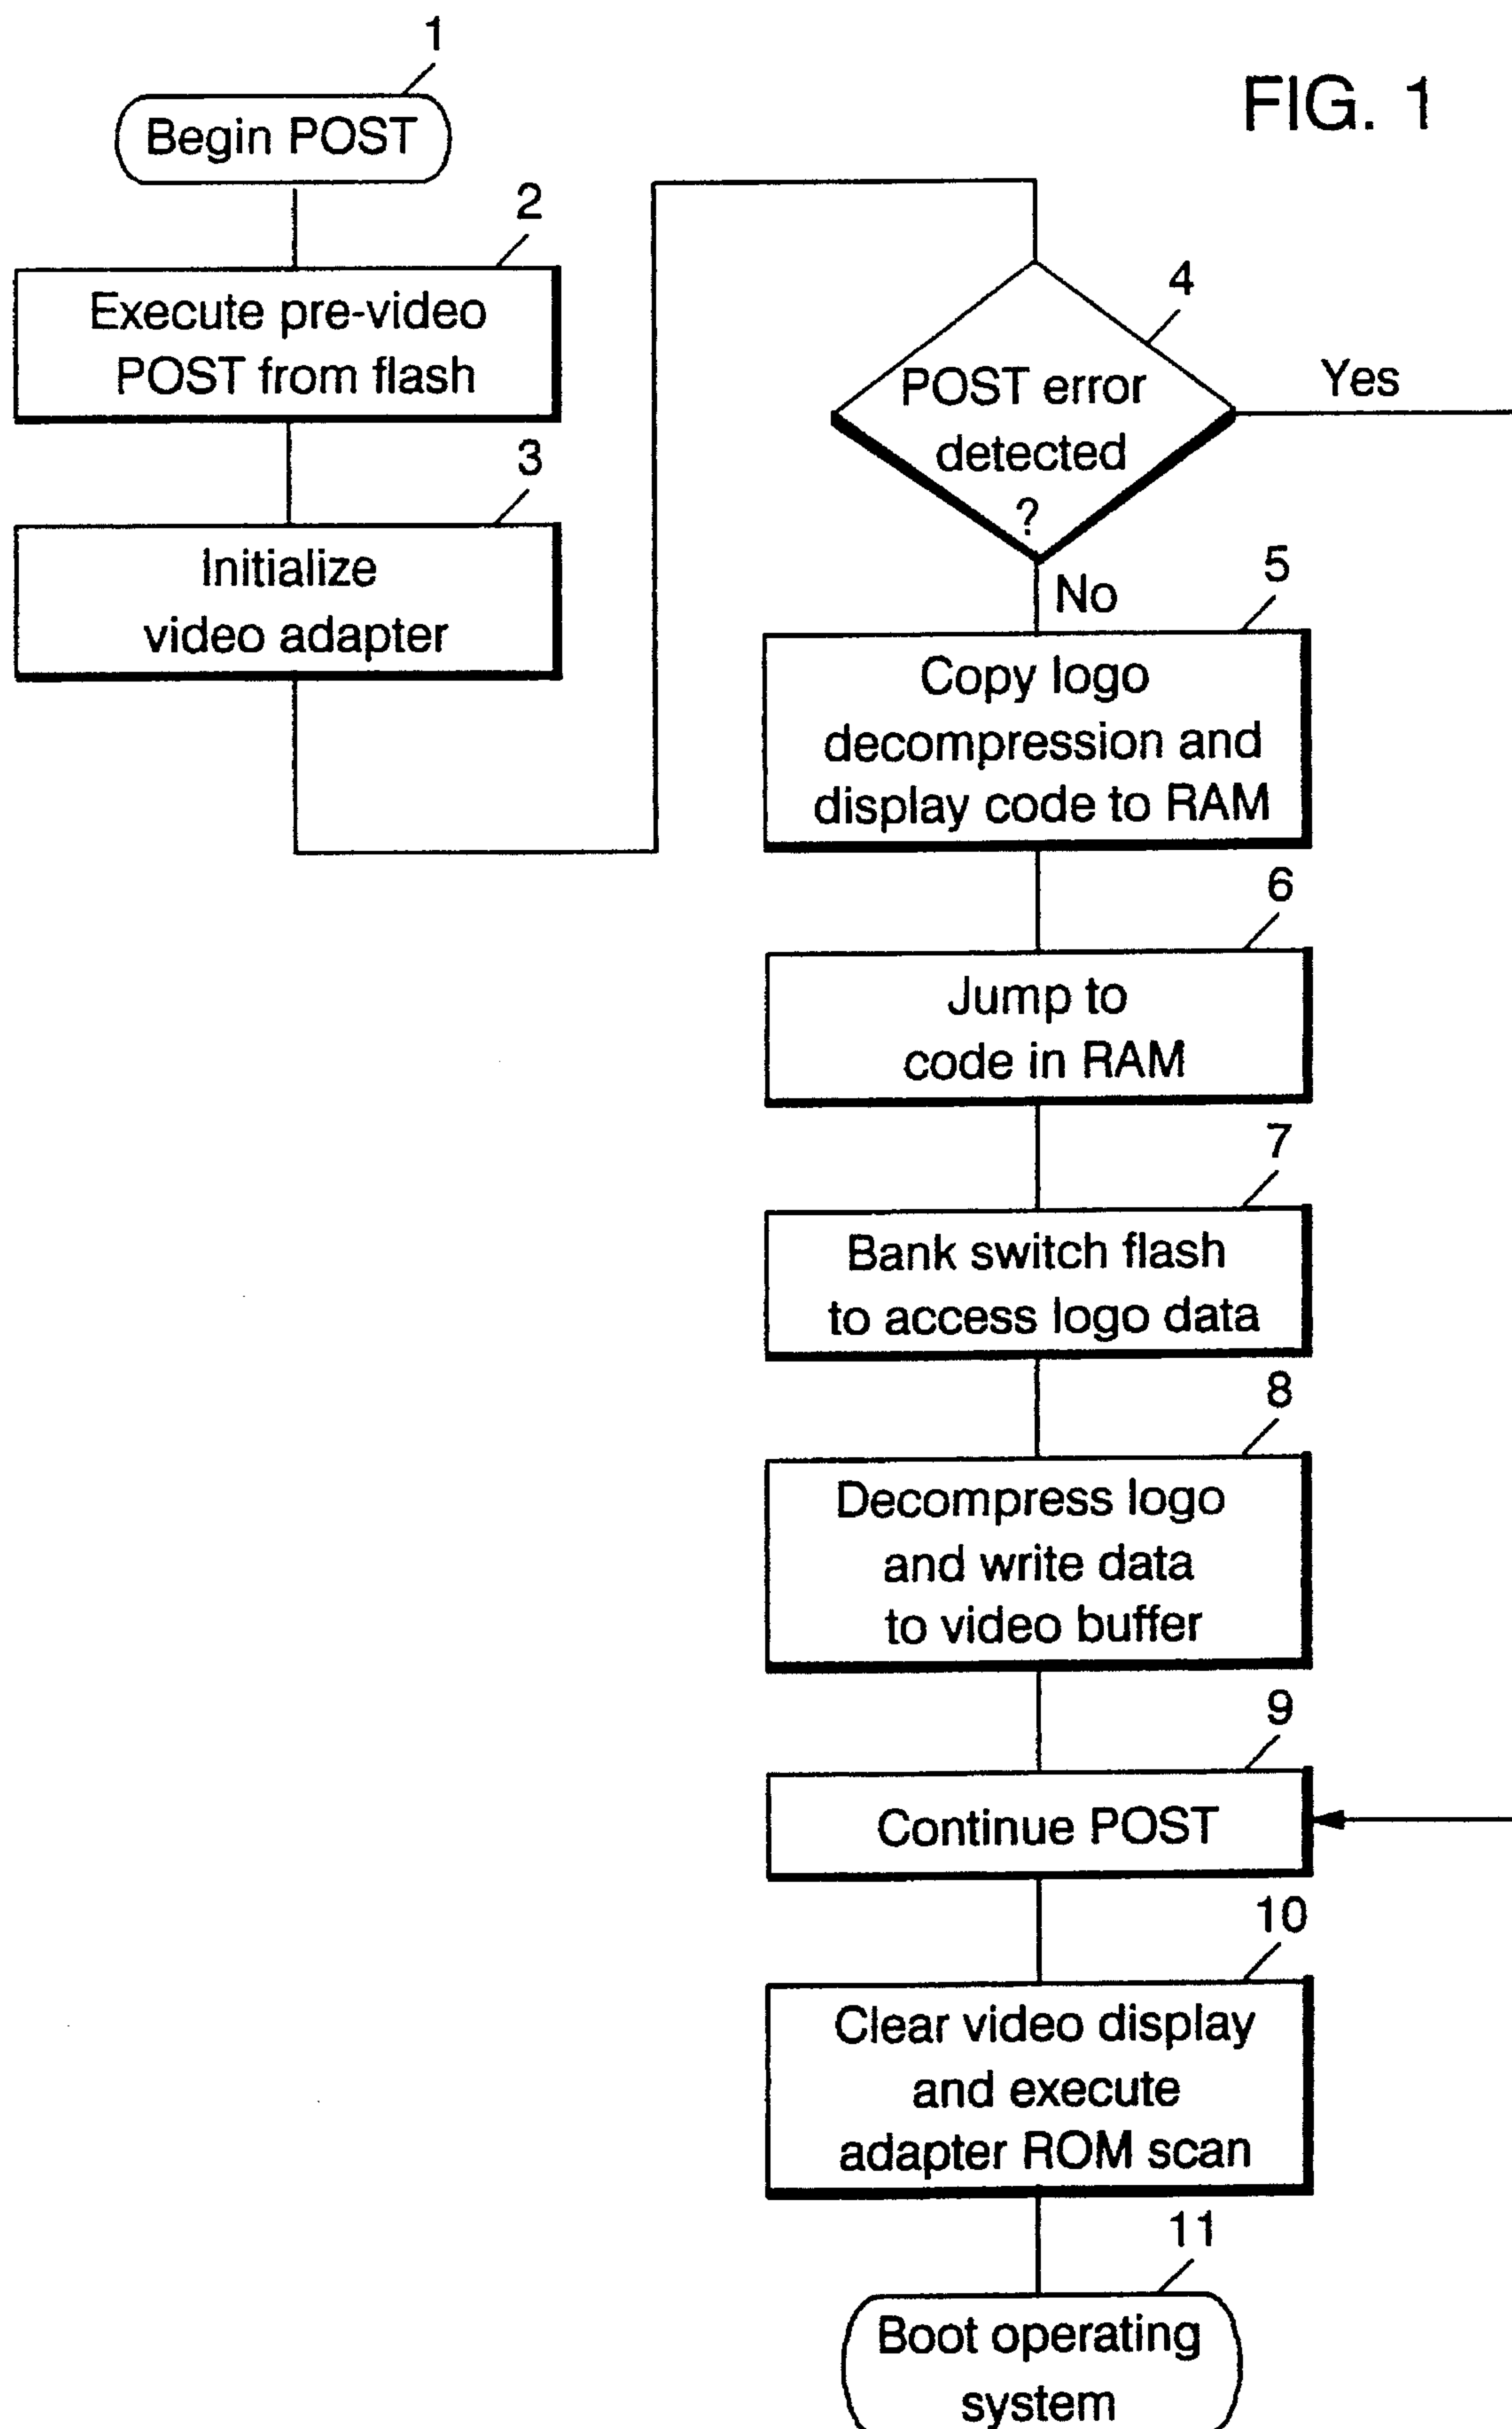 FIG. 1
1
Begin POST
2
Execute pre-video
POST from flash
3
Initialize
video adapter
4
POST error
detected
?
Yes
No
5
Copy logo
decompression and
display code to RAM
6
Jump to
code in RAM
7
Bank switch flash
to access logo data
8
Decompress logo
and write data
to video buffer
9
Continue POST
10
Clear video display
and execute
adapter ROM scan
11
Boot operating
system